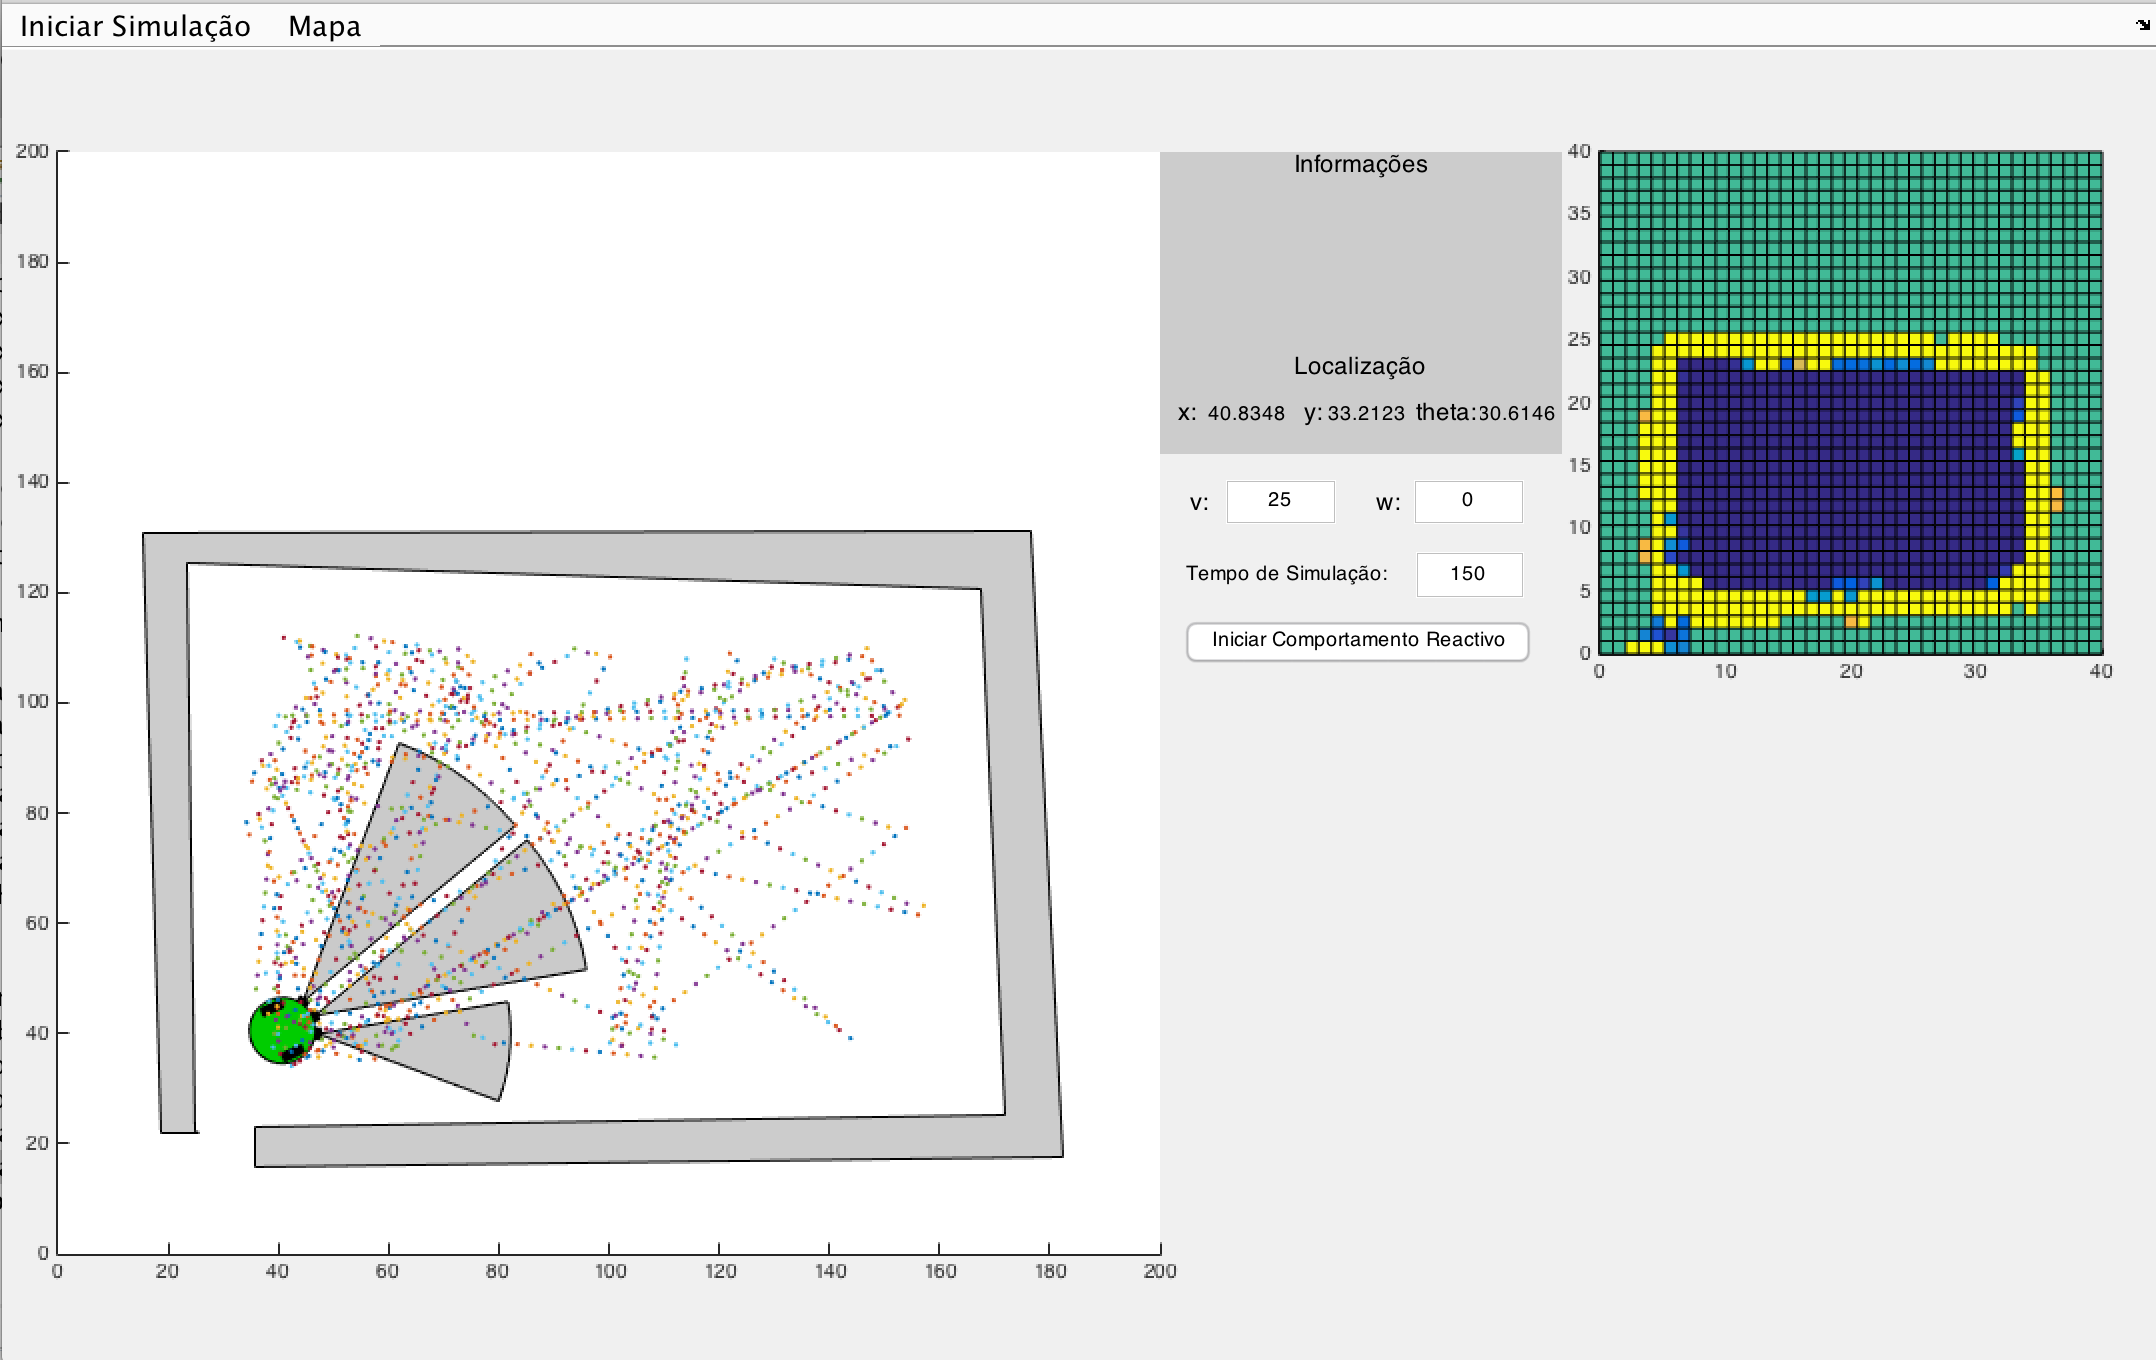 Iniciar Simulação Mapa
200
180
160
140
120
100
80
60
40
20
0
0 20 40 60 80 100 120 140 160 180 200
Informações
Localização
x: 40.8348 y: 33.2123 theta: 30.6146
v: 25 w: 0
Tempo de Simulação: 150
Iniciar Comportamento Reactivo
40
35
30
25
20
15
10
5
0
0 10 20 30 40